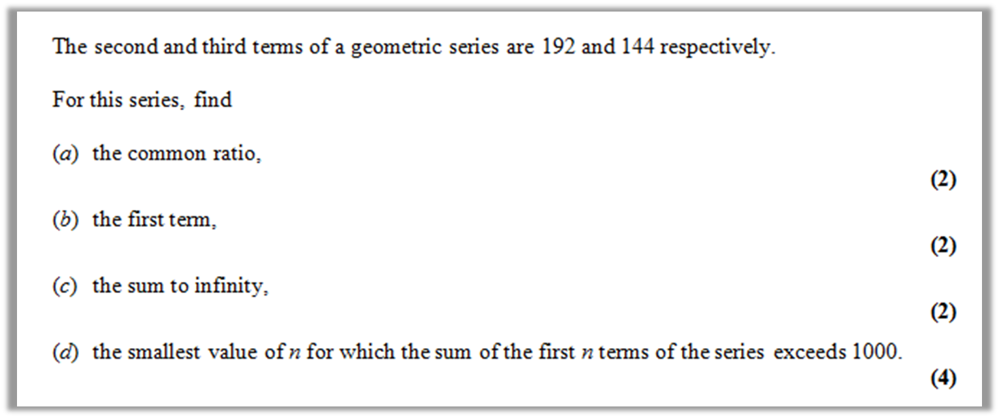 The second and third terms of a geometric series are 192 and 144 respectively.
For this series, find
(a) the common ratio,
(2)
(b) the first term,
(2)
(c) the sum to infinity,
(2)
(d) the smallest value of n for which the sum of the first n terms of the series exceeds 1000.
(4)